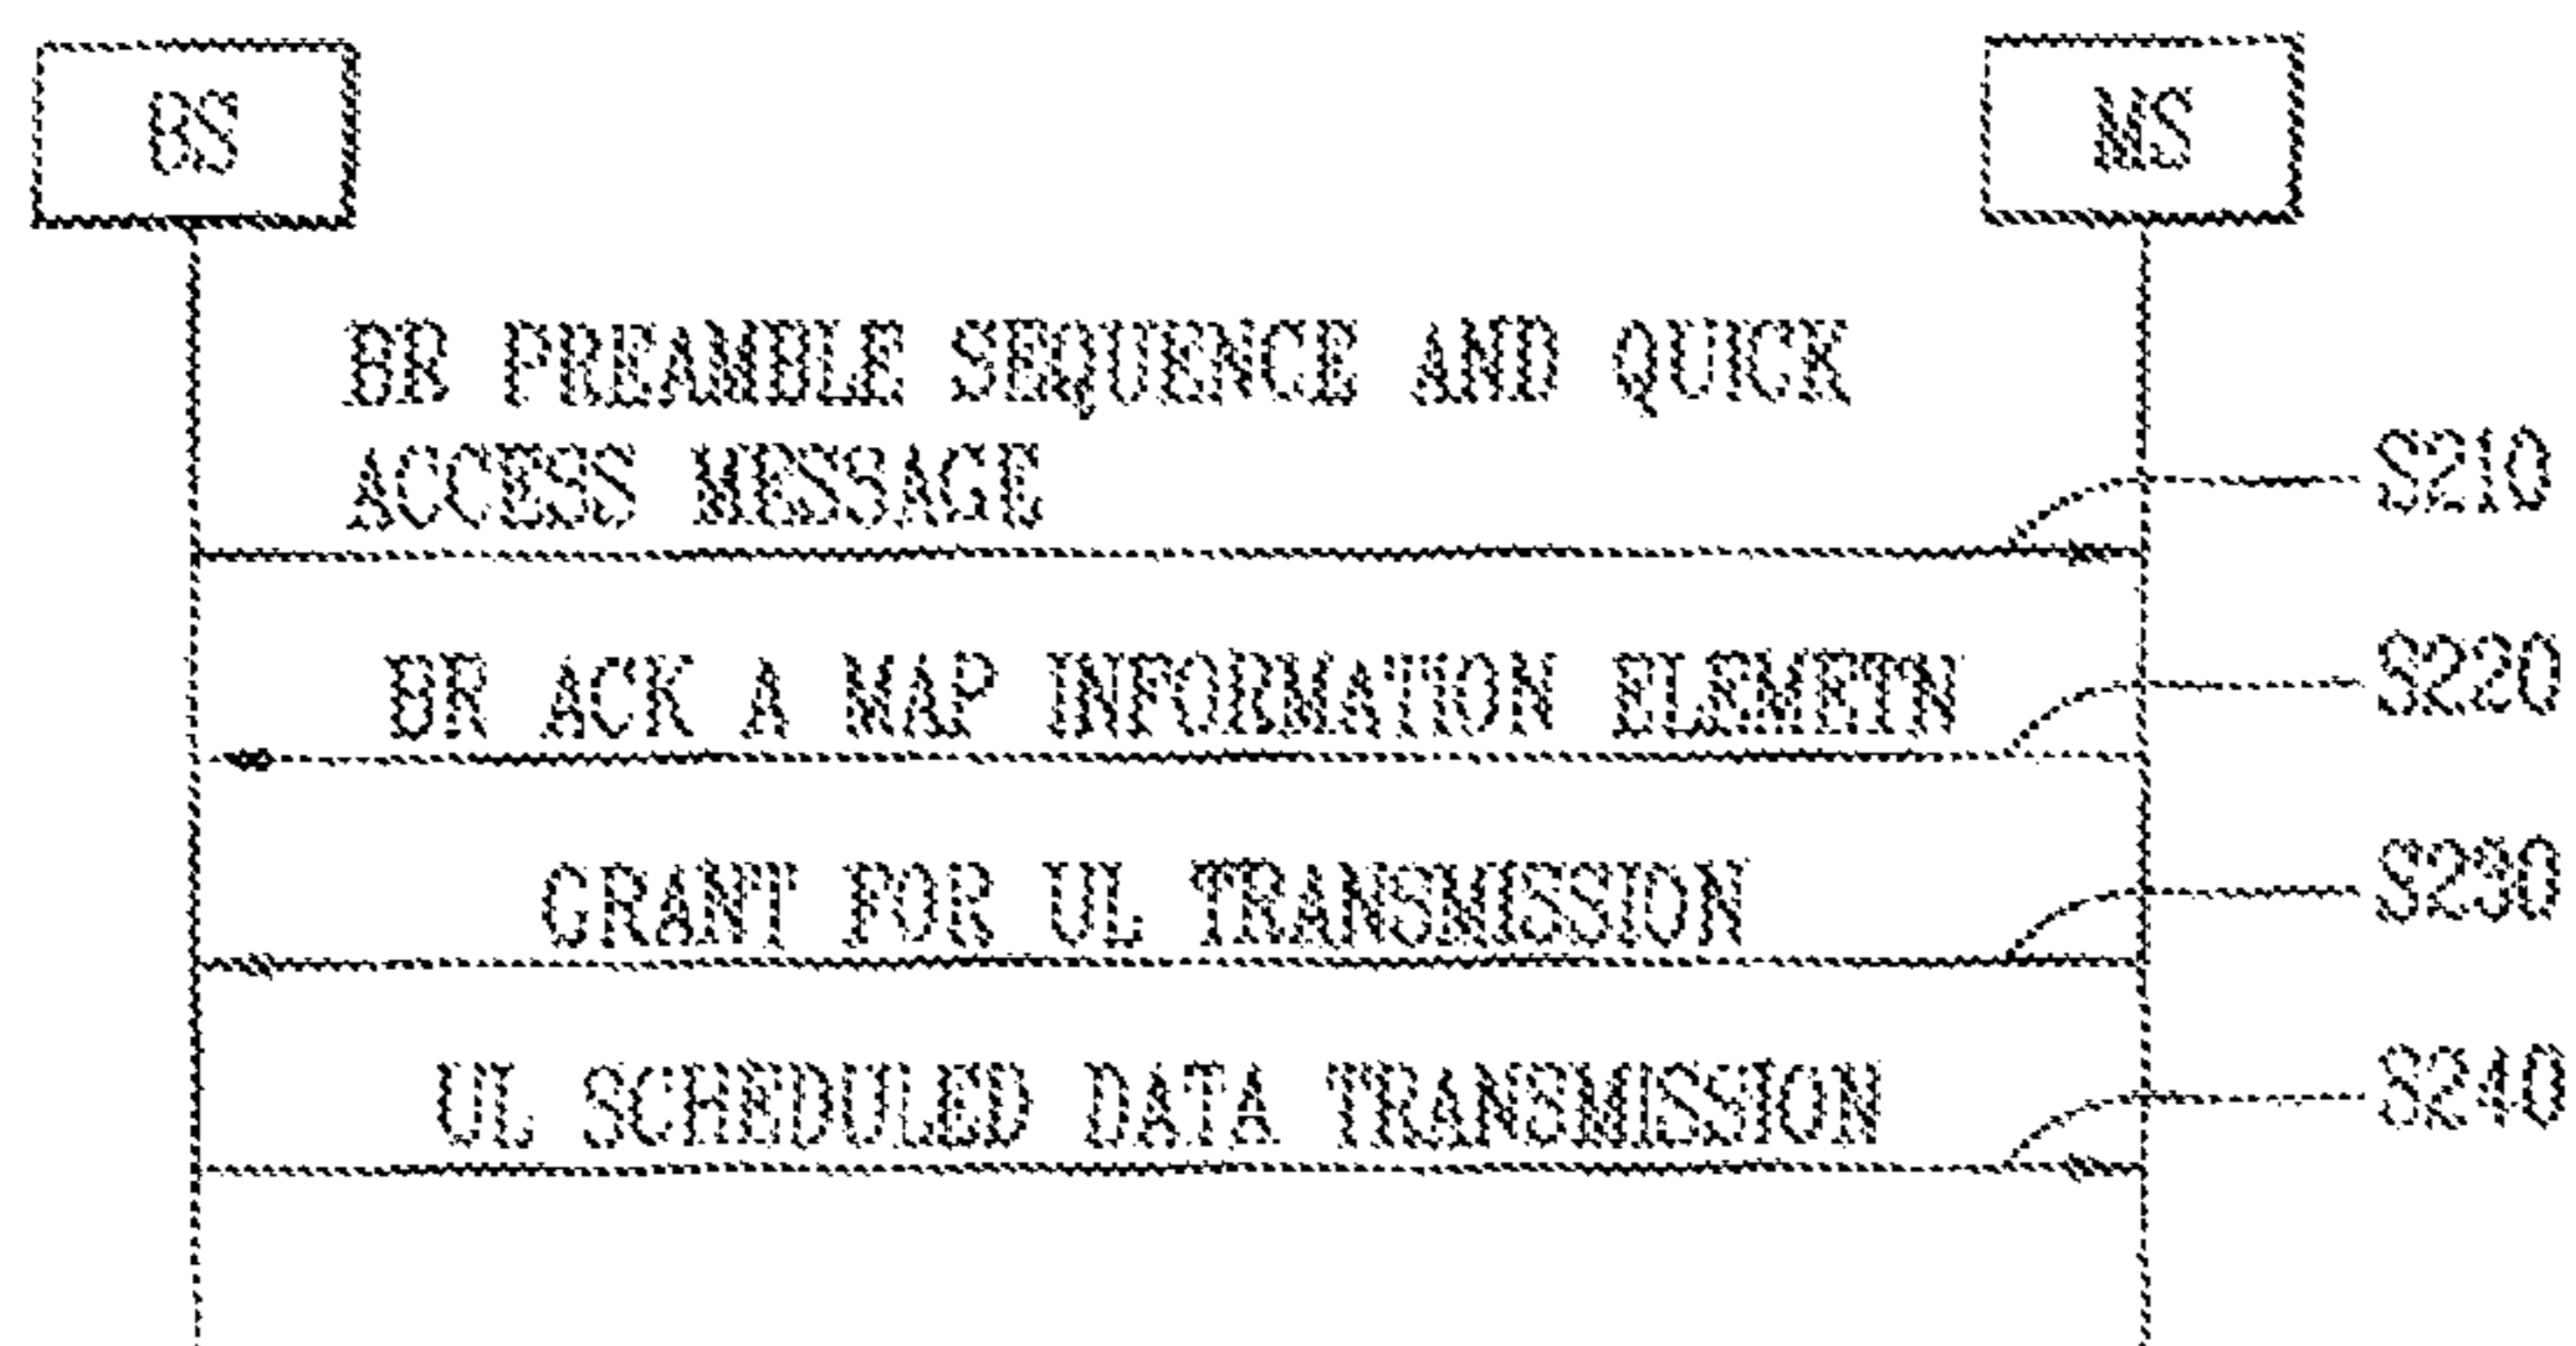 BS
MS
BR PREAMBLE SEQUENCE AND QUICK
ACCESS MESSAGE
S210
BR ACK A MAP INFORMATION ELEMETN
S220
GRANT FOR UL TRANSMISSION
S230
UL SCHEDULED DATA TRANSMISSION
S240